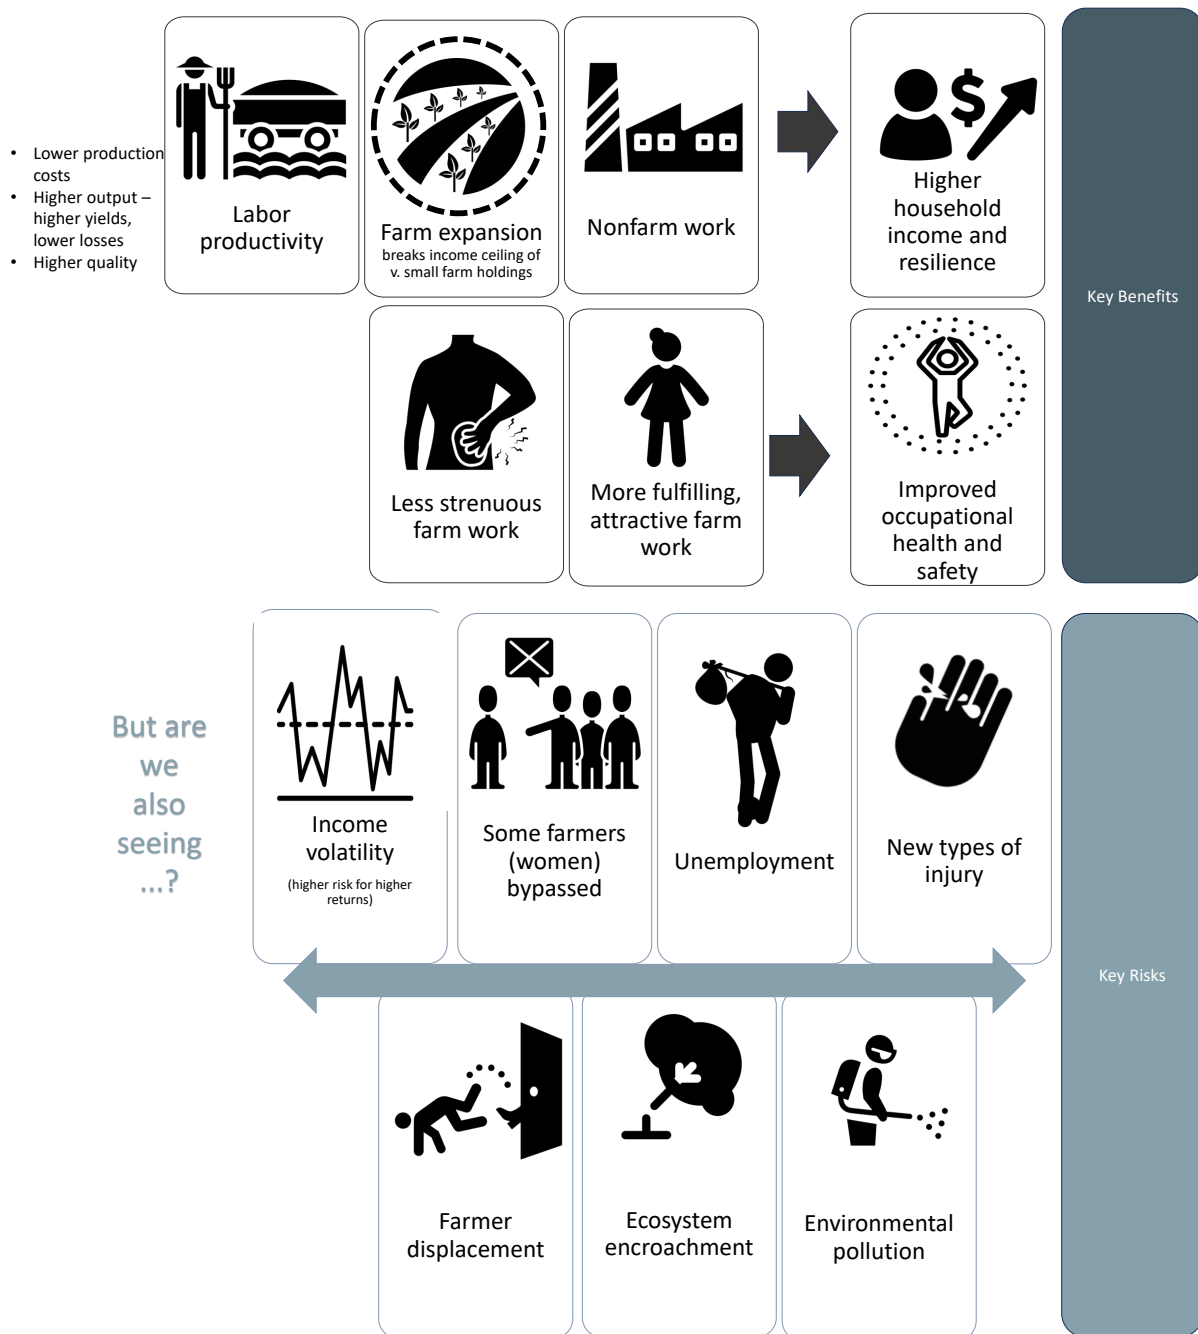 • Lower production
costs
• Higher output –
higher yields,
lower losses
• Higher quality
Labor
productivity
Farm expansion
breaks income ceiling of
v. small farm holdings
Nonfarm work
Higher
household
income and
resilience
Key Benefits
Less strenuous
farm work
More fulfilling,
attractive farm
work
Improved
occupational
health and
safety
But are
we
also
seeing
...?
Income
volatility
(higher risk for higher
returns)
Some farmers
(women)
bypassed
Unemployment
New types of
injury
Key Risks
Farmer
displacement
Ecosystem
encroachment
Environmental
pollution